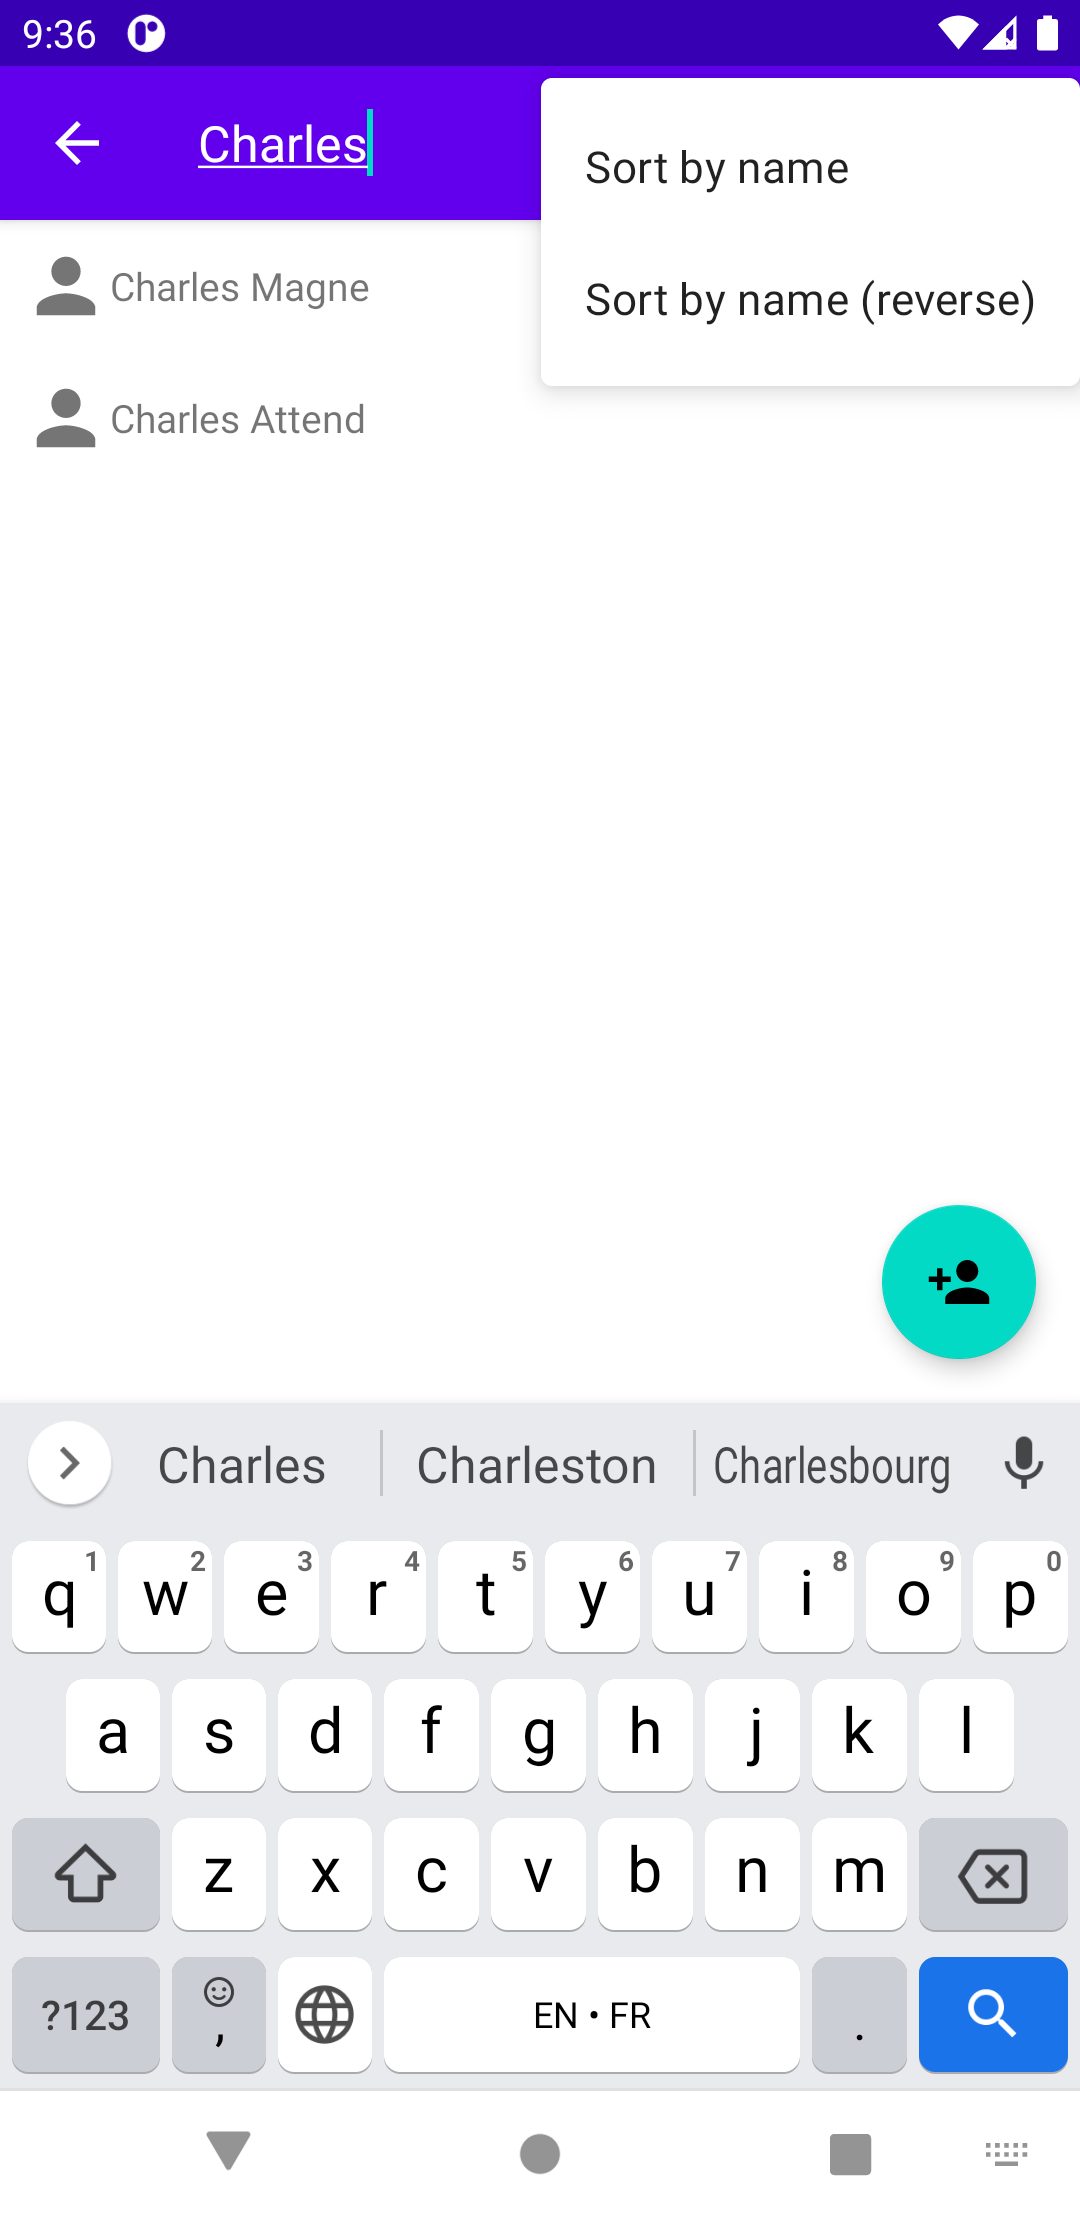 9:36
Charles
Sort by name
Sort by name (reverse)
Charles Magne
Charles Attend
Charles Charleston Charlesbourg
q 1 w 2 e 3 r 4 t 5 y 6 u 7 i 8 o 9 p 0
a s d f g h j k l
z x c v b n m
?123 , EN • FR .